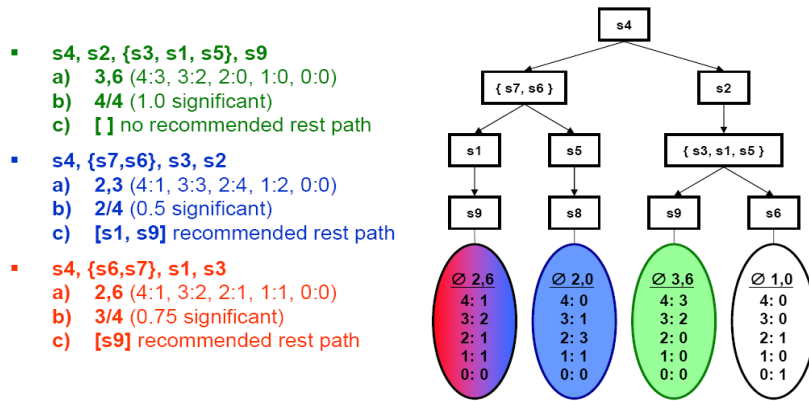 ▪ s4, s2, {s3, s1, s5}, s9
a) 3,6 (4:3, 3:2, 2:0, 1:0, 0:0)
b) 4/4 (1.0 significant)
c) [ ] no recommended rest path
▪ s4, {s7,s6}, s3, s2
a) 2,3 (4:1, 3:3, 2:4, 1:2, 0:0)
b) 2/4 (0.5 significant)
c) [s1, s9] recommended rest path
▪ s4, {s6,s7}, s1, s3
a) 2,6 (4:1, 3:2, 2:1, 1:1, 0:0)
b) 3/4 (0.75 significant)
c) [s9] recommended rest path
s4
{ s7, s6 }
s2
s1
s5
{ s3, s1, s5 }
s9
s8
s9
s6
∅ 2,6
4: 1
3: 2
2: 1
1: 1
0: 0
∅ 2,0
4: 0
3: 1
2: 3
1: 1
0: 0
∅ 3,6
4: 3
3: 2
2: 0
1: 0
0: 0
∅ 1,0
4: 0
3: 0
2: 1
1: 0
0: 1